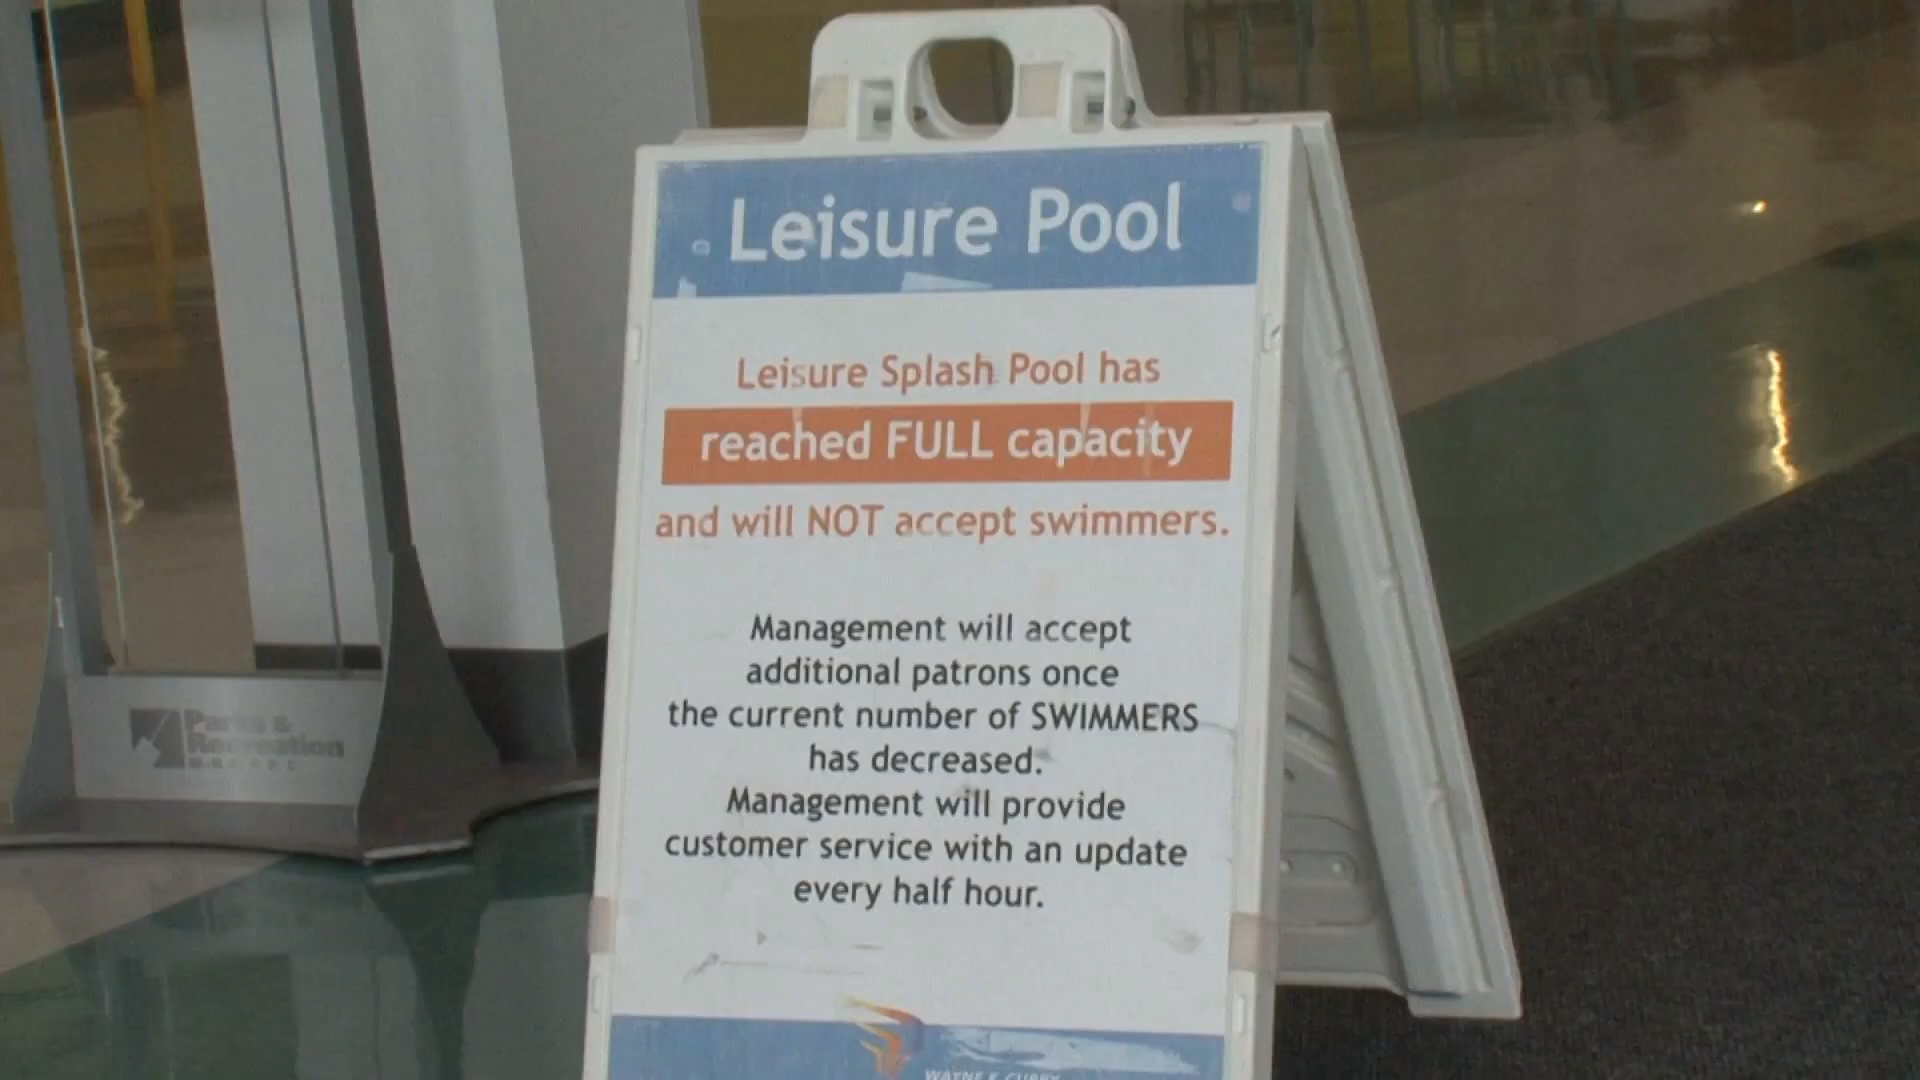 Leisure Pool
Leisure Splash Pool has
reached FULL capacity
and will NOT accept swimmers.
Management will accept
additional patrons once
the current number of SWIMMERS
has decreased.
Management will provide
customer service with an update
every half hour.
WAYNE K. CURRY
Parks &
Recreation